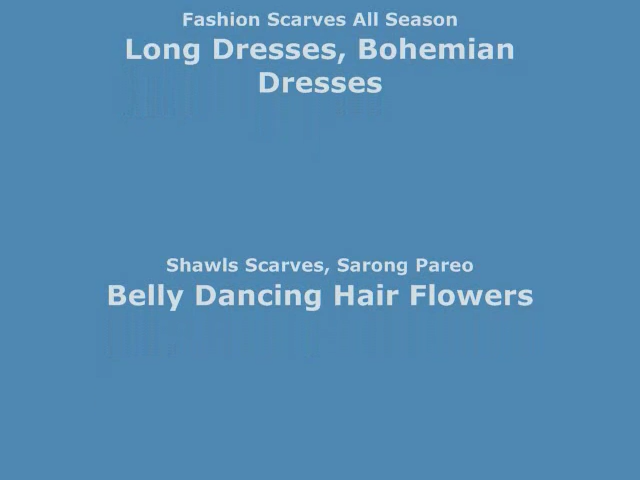 Fashion Scarves All Season
Long Dresses, Bohemian
Dresses
Shawls Scarves, Sarong Pareo
Belly Dancing Hair Flowers